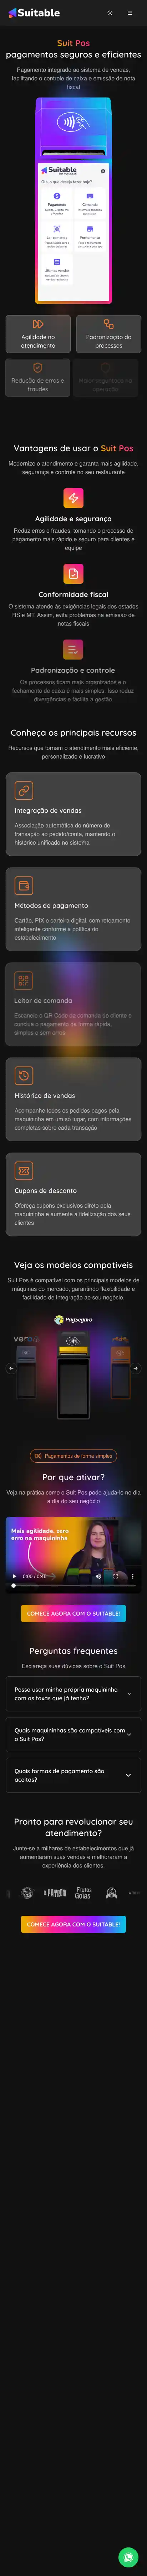 Suitable
Suit Pos
pagamentos seguros e eficientes
Pagamento integrado ao sistema de vendas,
facilitando o controle de caixa e emissão de nota
fiscal
Suitable
Olá, o que deseja fazer hoje?
Pagamento
Comanda
Ler comanda
Fechamento
Últimas vendas
Agilidade no
atendimento
Padronização do
processos
Redução de erros e
fraudes
Vantagens de usar o Suit Pos
Modernize o atendimento e garanta mais agilidade,
segurança e controle no seu restaurante
Agilidade e segurança
Reduz erros e fraudes, tornando o processo de
pagamento mais rápido e seguro para clientes e
equipe
Conformidade fiscal
O sistema atende às exigências legais dos estados
RS e MT. Assim, evita problemas na emissão de
notas fiscais
Padronização e controle
Os processos ficam mais organizados e o
fechamento de caixa é mais simples. Isso reduz
divergências e facilita a gestão
Conheça os principais recursos
Recursos que tornam o atendimento mais eficiente,
personalizado e lucrativo
Integração de vendas
Associação automática do número de
transação ao pedido/conta, mantendo o
histórico unificado no sistema
Métodos de pagamento
Cartão, PIX e carteira digital, com roteamento
inteligente conforme a política do
estabelecimento
Leitor de comanda
Escaneie o QR Code da comanda do cliente e
conclua o pagamento de forma rápida,
simples e sem erros
Histórico de vendas
Acompanhe todos os pedidos pagos pela
maquininha em um só lugar, com informações
completas sobre cada transação
Cupons de desconto
Ofereça cupons exclusivos direto pela
maquininha e aumente a fidelização dos seus
clientes
Veja os modelos compatíveis
Suit Pos é compatível com os principais modelos de
máquinas do mercado, garantindo flexibilidade e
facilidade de integração ao seu negócio.
PagSeguro
Pagamentos de forma simples
Por que ativar?
Veja na prática como o Suit Pos pode ajuda-lo no dia
a dia do seu negócio
Mais agilidade, zero
erro na maquininha
0:00 / 0:46
COMECE AGORA COM O SUITABLE!
Perguntas frequentes
Esclareça suas dúvidas sobre o Suit Pos
Posso usar minha própria maquininha
com as taxas que já tenho?
Quais maquininhas são compatíveis com
o Suit Pos?
Quais formas de pagamento são
aceitas?
Pronto para revolucionar seu
atendimento?
Junte-se a milhares de estabelecimentos que já
aumentaram suas vendas e melhoraram a
experiência dos clientes.
Frutos
Goiás
COMECE AGORA COM O SUITABLE!